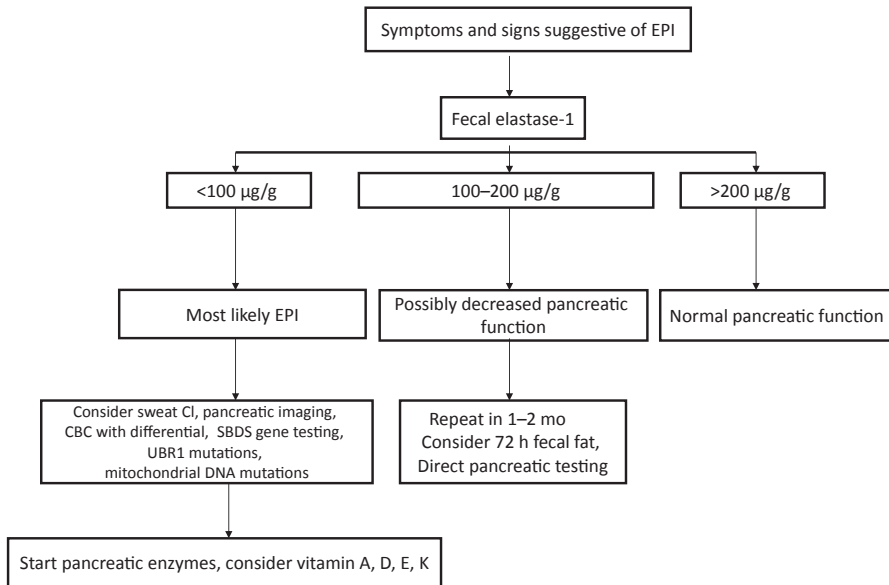 Symptoms and signs suggestive of EPI
Fecal elastase-1
<100 µg/g
100–200 µg/g
>200 µg/g
Most likely EPI
Possibly decreased pancreatic
function
Normal pancreatic function
Consider sweat Cl, pancreatic imaging,
CBC with differential, SBDS gene testing,
UBR1 mutations,
mitochondrial DNA mutations
Repeat in 1–2 mo
Consider 72 h fecal fat,
Direct pancreatic testing
Start pancreatic enzymes, consider vitamin A, D, E, K